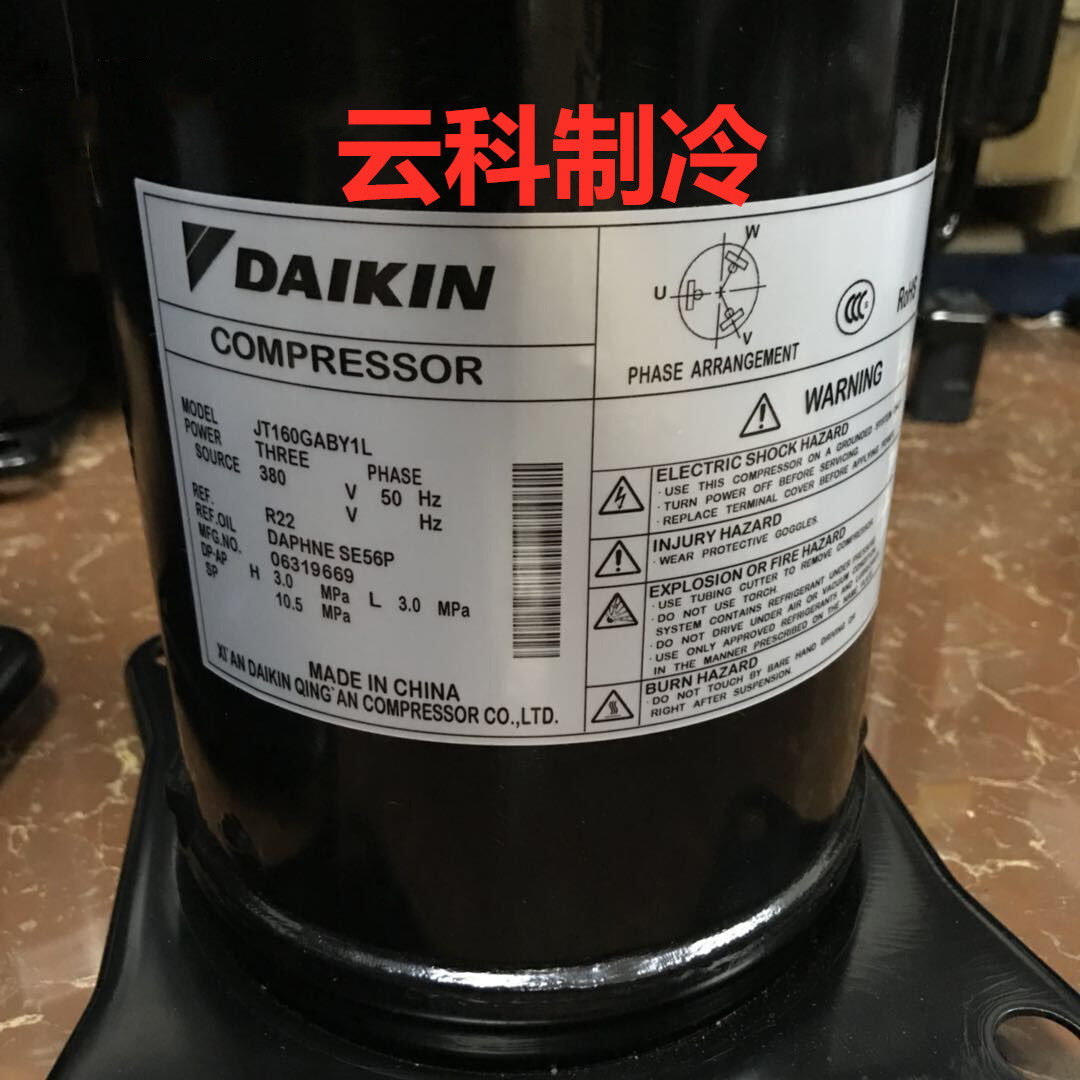 云科制冷
DAIKIN
COMPRESSOR
MODEL JT160GABY1L
POWER SOURCE THREE PHASE
380 V 50 Hz
V Hz
REF. R22
REF.OIL DAPHNE SE56P
MFG.NO. 06319669
DP-AP H 3.0 MPa L 3.0 MPa
SP 10.5 MPa
MADE IN CHINA
XI'AN DAIKIN QING'AN COMPRESSOR CO.,LTD.
W
U
V
PHASE ARRANGEMENT
CCC S
RoHS
WARNING
ELECTRIC SHOCK HAZARD
· USE THIS COMPRESSOR ON A GROUNDED SYSTEM
· TURN POWER OFF BEFORE SERVICING.
· REPLACE TERMINAL COVER BEFORE APPLYING POWER.
INJURY HAZARD
· WEAR PROTECTIVE GOGGLES.
EXPLOSION OR FIRE HAZARD
· USE TUBING CUTTER TO REMOVE COMPRESSOR.
· DO NOT USE TORCH.
SYSTEM CONTAINS REFRIGERANT UNDER PRESSURE
· DO NOT DRIVE UNDER AIR OR VACUUM CONDITION.
· USE ONLY APPROVED REFRIGERANTS AND
IN THE MANNER PRESCRIBED ON THE NAME
BURN HAZARD
· DO NOT TOUCH BY BARE HAND DRIVING OR
RIGHT AFTER SUSPENSION.